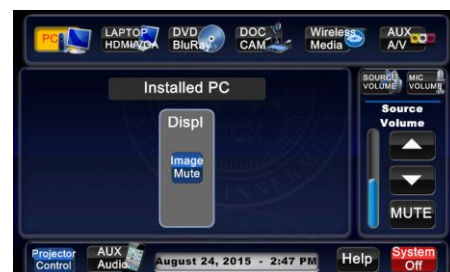 PC
LAPTOP
HDMI/VGA
DVD
BluRay
DOC
CAM
Wireless
Media
AUX
A/V
Installed PC
SOURCE
VOLUME
MIC
VOLUME
Displ
Image
Mute
Source
Volume
MUTE
Projector
Control
AUX
Audio
August 24, 2015 - 2:47 PM
Help
System
Off